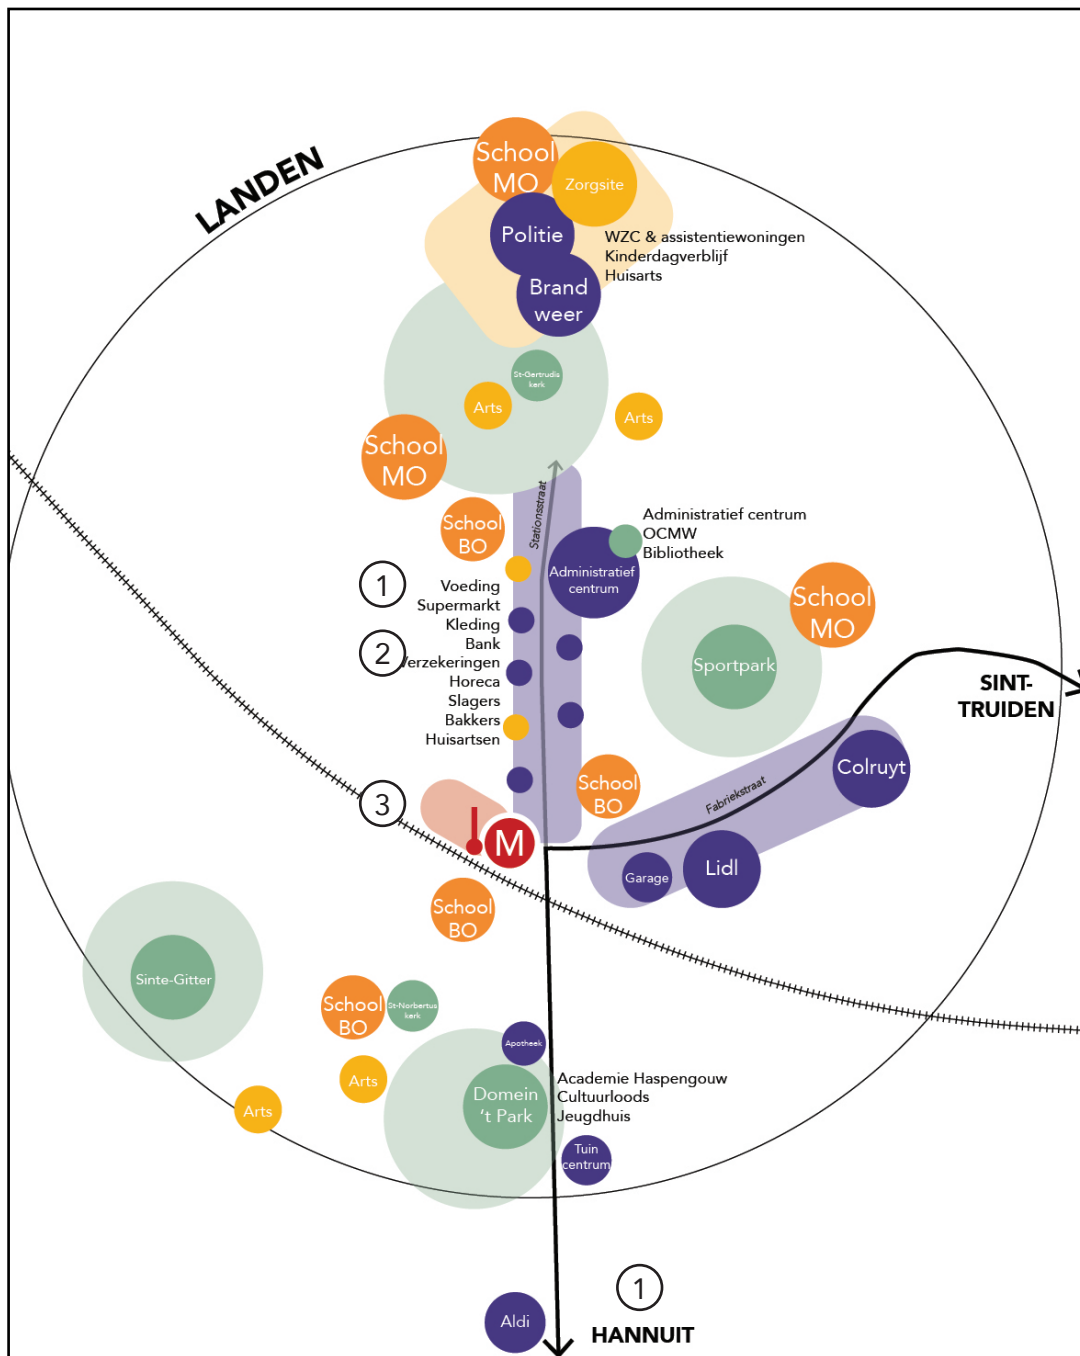 LANDEN
School
MO
Zorgsite
Politie
WZC & assistentiewoningen
Kinderdagverblijf
Huisarts
Brand
weer
St-Gertrudis
kerk
Arts
Arts
School
MO
Stationsstraat
School
BO
Administratief centrum
OCMW
Bibliotheek
Administratief
centrum
1
Voeding
Supermarkt
Kleding
Bank
2
Verzekeringen
Horeca
Slagers
Bakkers
Huisartsen
School
MO
Sportpark
SINT-
TRUIDEN
Colruyt
Fabriekstraat
School
BO
3
M
Garage
Lidl
School
BO
Sinte-Gitter
School
BO
St-Norbertus
kerk
Apotheek
Arts
Arts
Domein
‘t Park
Academie Haspengouw
Cultuurloods
Jeugdhuis
Tuin
centrum
1
Aldi
HANNUIT